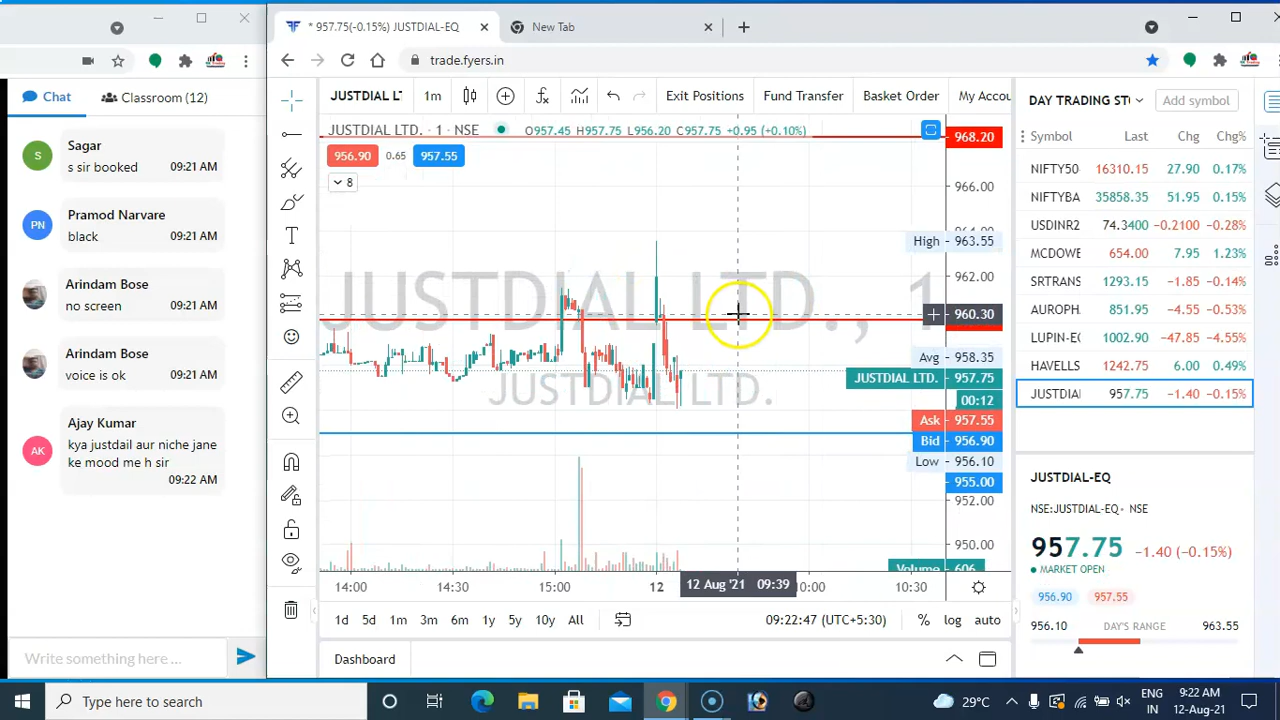 * 957.75(-0.15%) JUSTDIAL-EQ
New Tab
trade.fyers.in
Chat
Classroom (12)
S
Sagar
s sir booked
09:21 AM
PN
Pramod Narvare
black
09:21 AM
Arindam Bose
no screen
09:21 AM
Arindam Bose
voice is ok
09:21 AM
AK
Ajay Kumar
kya justdail aur niche jane
ke mood me h sir
09:22 AM
Write something here ...
JUSTDIAL LT
1m
Exit Positions
Fund Transfer
Basket Order
My Accou
JUSTDIAL LTD. · 1 · NSE
O957.45 H957.75 L956.20 C957.75 +0.95 (+0.10%)
956.90
0.65
957.55
8
JUSTDIAL LTD., 1
JUSTDIAL LTD.
968.20
966.00
964.00
High
963.55
962.00
960.30
Avg
958.35
JUSTDIAL LTD.
957.75
00:12
Ask
957.55
Bid
956.90
Low
956.10
955.00
952.00
950.00
Volume
606
14:00
14:30
15:00
12
12 Aug '21 09:39
10:00
10:30
1d
5d
1m
3m
6m
1y
5y
10y
All
09:22:47 (UTC+5:30)
%
log
auto
Dashboard
DAY TRADING ST
Add symbol
Symbol Last Chg Chg%
NIFTY50 16310.15 27.90 0.17%
NIFTYBA 35858.35 51.95 0.15%
USDINR2 74.3400 −0.2100 −0.28%
MCDOWE 654.00 7.95 1.23%
SRTRANS 1293.15 −1.85 −0.14%
AUROPH 851.95 −4.55 −0.53%
LUPIN-E 1002.90 −47.85 −4.55%
HAVELLS 1242.75 6.00 0.49%
JUSTDIAL 957.75 −1.40 −0.15%
JUSTDIAL-EQ
NSE:JUSTDIAL-EQ • NSE
957.75 −1.40 (−0.15%)
MARKET OPEN
956.90
957.55
956.10
DAY'S RANGE
963.55
Type here to search
29°C
ENG
IN
9:22 AM
12-Aug-21